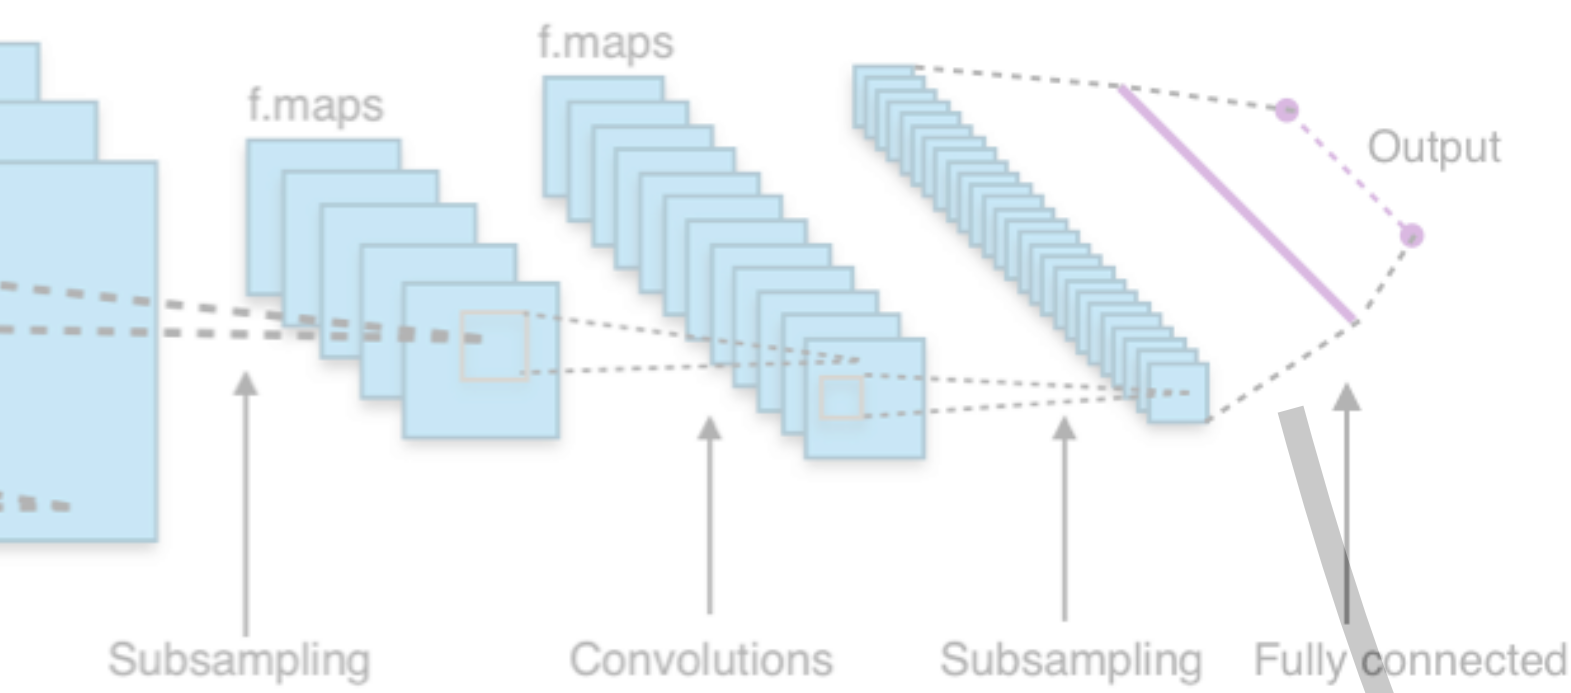 f.maps
f.maps
Output
Subsampling
Convolutions
Subsampling
Fully connected